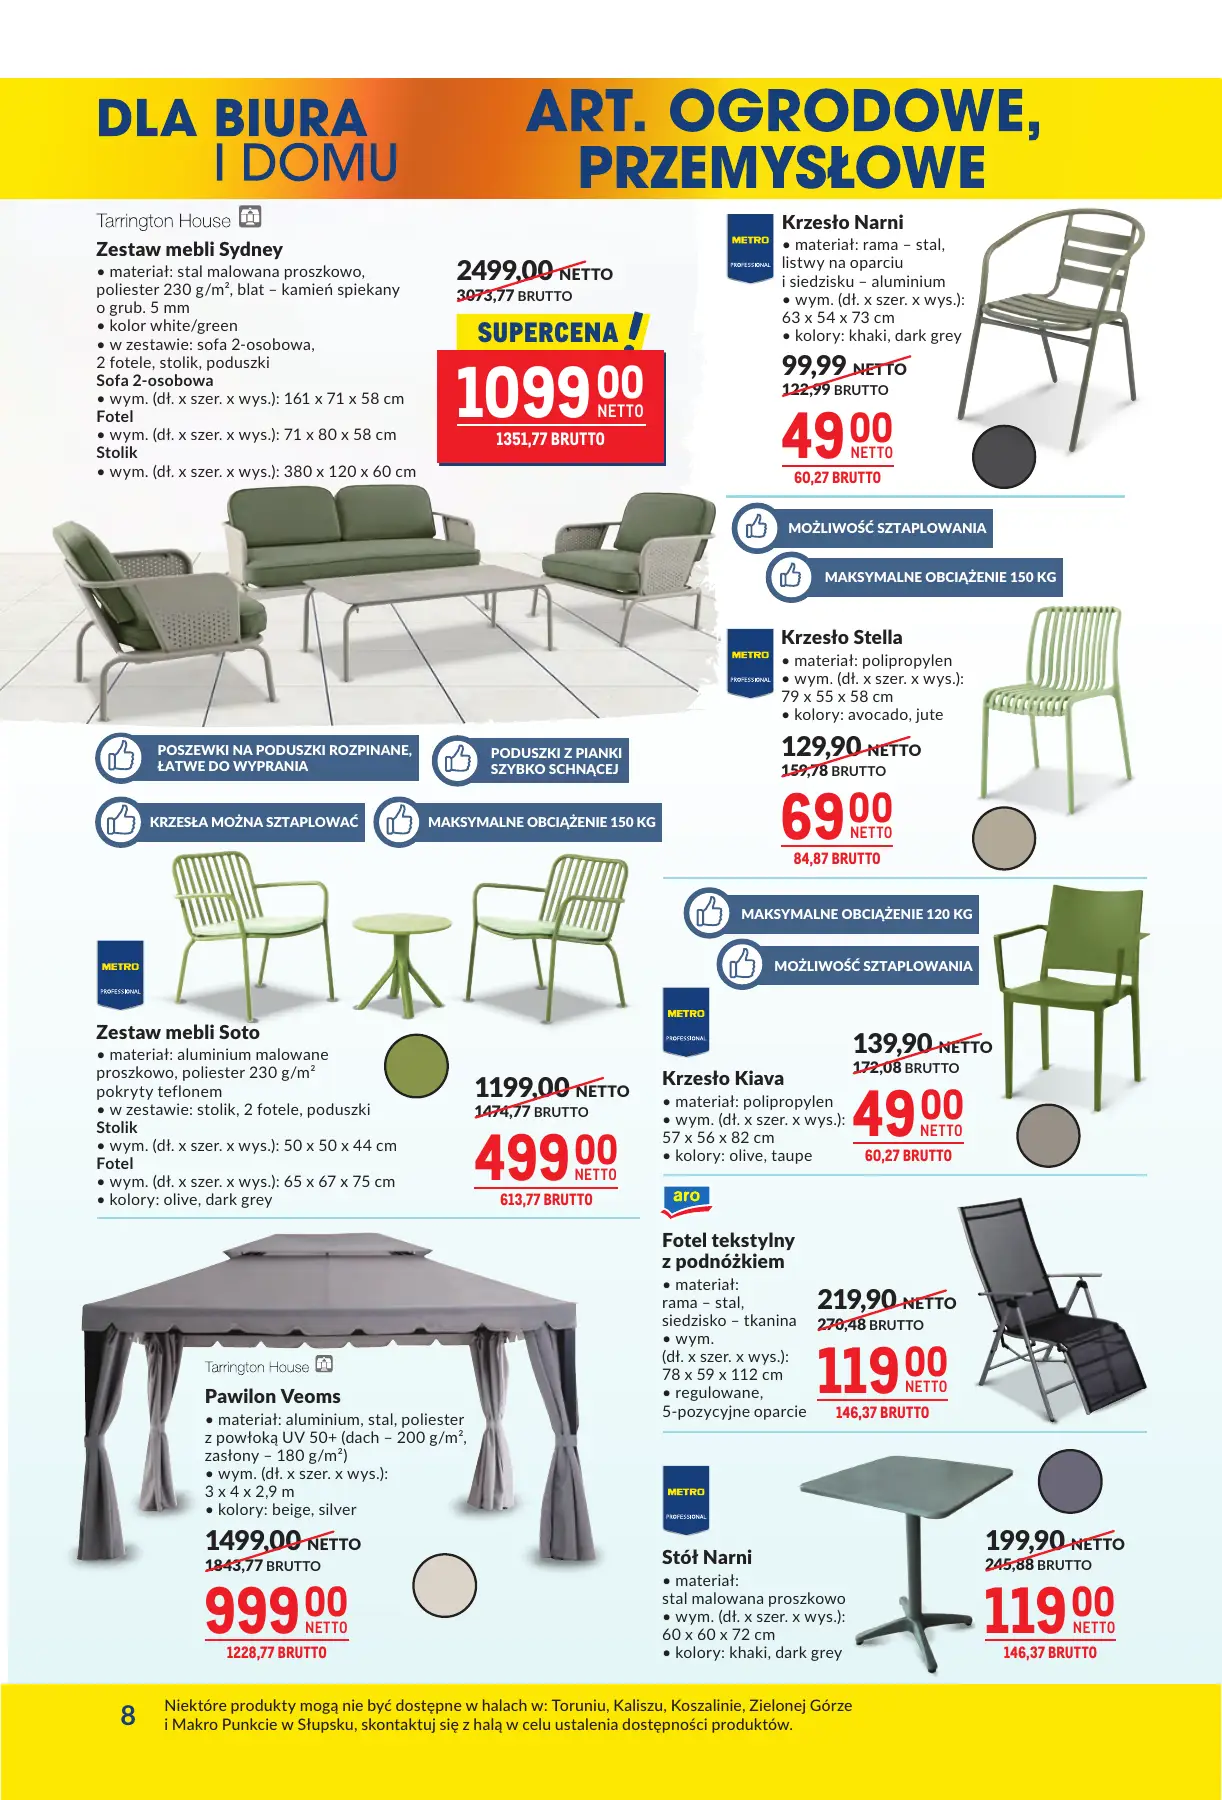 DLA BIURA
I DOMU
ART. OGRODOWE,
PRZEMYSŁOWE
Tarrington House
Zestaw mebli Sydney
• materiał: stal malowana proszkowo,
poliester 230 g/m², blat – kamień spiekany
o grub. 5 mm
• kolor white/green
• w zestawie: sofa 2-osobowa,
2 fotele, stolik, poduszki
Sofa 2-osobowa
• wym. (dł. x szer. x wys.): 161 x 71 x 58 cm
Fotel
• wym. (dł. x szer. x wys.): 71 x 80 x 58 cm
Stolik
• wym. (dł. x szer. x wys.): 380 x 120 x 60 cm
2499,00 NETTO
3073,77 BRUTTO
SUPERCENA!
1099 00
NETTO
1351,77 BRUTTO
POSZEWKI NA PODUSZKI ROZPINANE,
ŁATWE DO WYPRANIA
PODUSZKI Z PIANKI
SZYBKO SCHNĄCEJ
KRZESŁA MOŻNA SZTAPLOWAĆ
MAKSYMALNE OBCIĄŻENIE 150 KG
METRO
PROFESSIONAL
Zestaw mebli Soto
• materiał: aluminium malowane
proszkowo, poliester 230 g/m²
pokryty teflonem
• w zestawie: stolik, 2 fotele, poduszki
Stolik
• wym. (dł. x szer. x wys.): 50 x 50 x 44 cm
Fotel
• wym. (dł. x szer. x wys.): 65 x 67 x 75 cm
• kolory: olive, dark grey
1199,00 NETTO
1474,77 BRUTTO
499 00
NETTO
613,77 BRUTTO
Tarrington House
Pawilon Veoms
• materiał: aluminium, stal, poliester
z powłoką UV 50+ (dach – 200 g/m²,
zasłony – 180 g/m²)
• wym. (dł. x szer. x wys.):
3 x 4 x 2,9 m
• kolory: beige, silver
1499,00 NETTO
1843,77 BRUTTO
999 00
NETTO
1228,77 BRUTTO
METRO
PROFESSIONAL
Krzesło Narni
• materiał: rama – stal,
listwy na oparciu
i siedzisku – aluminium
• wym. (dł. x szer. x wys.):
63 x 54 x 73 cm
• kolory: khaki, dark grey
99,99 NETTO
122,99 BRUTTO
49 00
NETTO
60,27 BRUTTO
MOŻLIWOŚĆ SZTAPLOWANIA
MAKSYMALNE OBCIĄŻENIE 150 KG
METRO
PROFESSIONAL
Krzesło Stella
• materiał: polipropylen
• wym. (dł. x szer. x wys.):
79 x 55 x 58 cm
• kolory: avocado, jute
129,90 NETTO
159,78 BRUTTO
69 00
NETTO
84,87 BRUTTO
MAKSYMALNE OBCIĄŻENIE 120 KG
MOŻLIWOŚĆ SZTAPLOWANIA
METRO
PROFESSIONAL
Krzesło Kiava
• materiał: polipropylen
• wym. (dł. x szer. x wys.):
57 x 56 x 82 cm
• kolory: olive, taupe
139,90 NETTO
172,08 BRUTTO
49 00
NETTO
60,27 BRUTTO
aro
Fotel tekstylny
z podnóżkiem
• materiał:
rama – stal,
siedzisko – tkanina
• wym.
(dł. x szer. x wys.):
78 x 59 x 112 cm
• regulowane,
5-pozycyjne oparcie
219,90 NETTO
270,48 BRUTTO
119 00
NETTO
146,37 BRUTTO
METRO
PROFESSIONAL
Stół Narni
• materiał:
stal malowana proszkowo
• wym. (dł. x szer. x wys.):
60 x 60 x 72 cm
• kolory: khaki, dark grey
199,90 NETTO
245,88 BRUTTO
119 00
NETTO
146,37 BRUTTO
8
Niektóre produkty mogą nie być dostępne w halach w: Toruniu, Kaliszu, Koszalinie, Zielonej Górze
i Makro Punkcie w Słupsku, skontaktuj się z halą w celu ustalenia dostępności produktów.